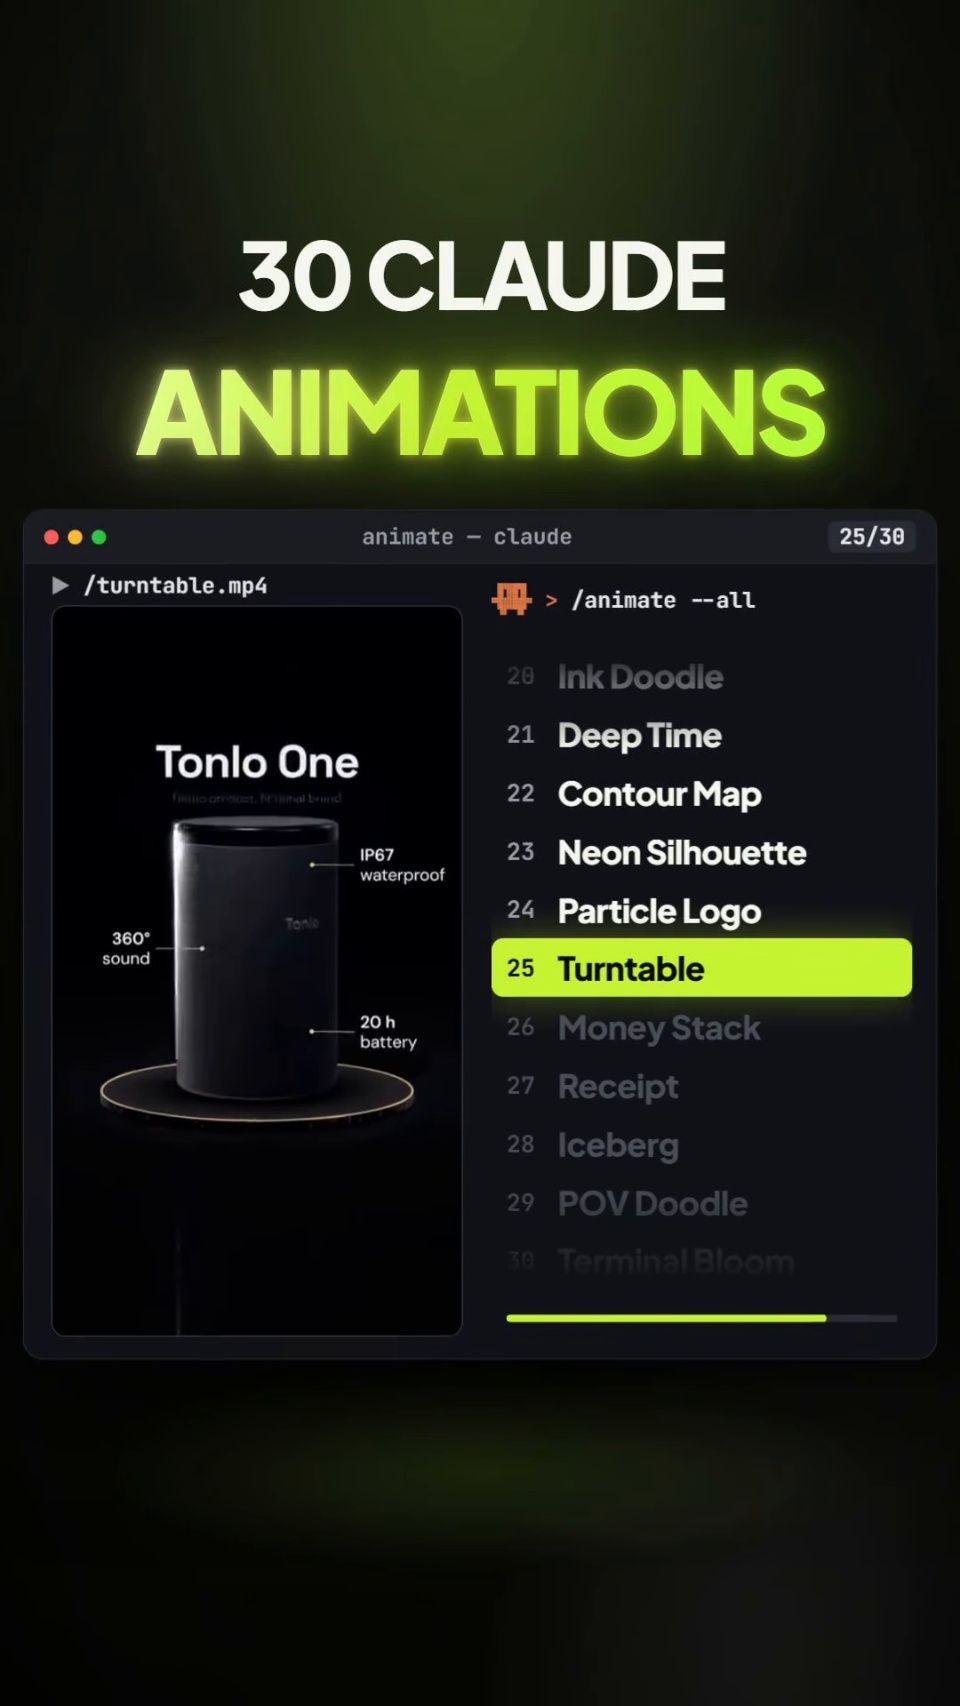 30 CLAUDE
ANIMATIONS
animate — claude
25/30
/turntable.mp4
Tonlo One
IP67
waterproof
Tonlo
360°
sound
20 h
battery
> /animate --all
20 Ink Doodle
21 Deep Time
22 Contour Map
23 Neon Silhouette
24 Particle Logo
25 Turntable
26 Money Stack
27 Receipt
28 Iceberg
29 POV Doodle
30 Terminal Bloom